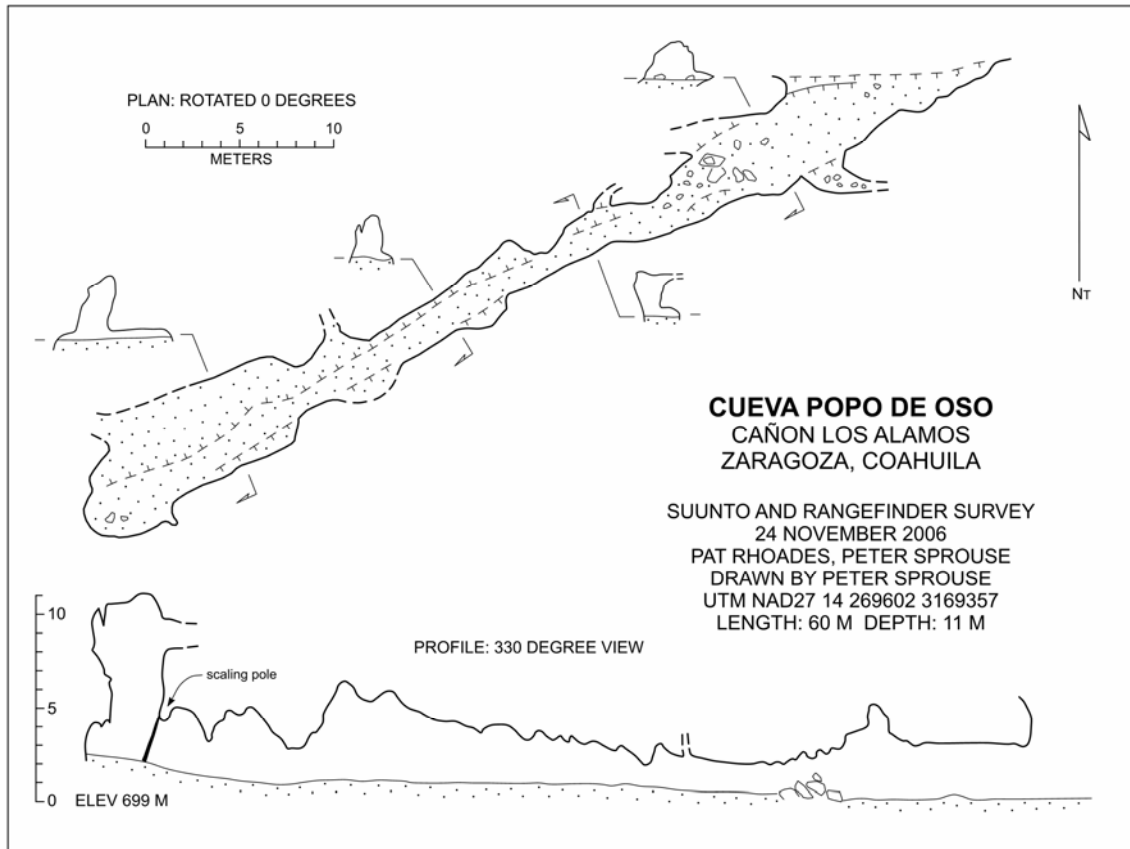 PLAN: ROTATED 0 DEGREES
0 5 10
METERS
NT
CUEVA POPO DE OSO
CAÑON LOS ALAMOS
ZARAGOZA, COAHUILA
SUUNTO AND RANGEFINDER SURVEY
24 NOVEMBER 2006
PAT RHOADES, PETER SPROUSE
DRAWN BY PETER SPROUSE
UTM NAD27 14 269602 3169357
LENGTH: 60 M DEPTH: 11 M
10
PROFILE: 330 DEGREE VIEW
scaling pole
5
0 ELEV 699 M